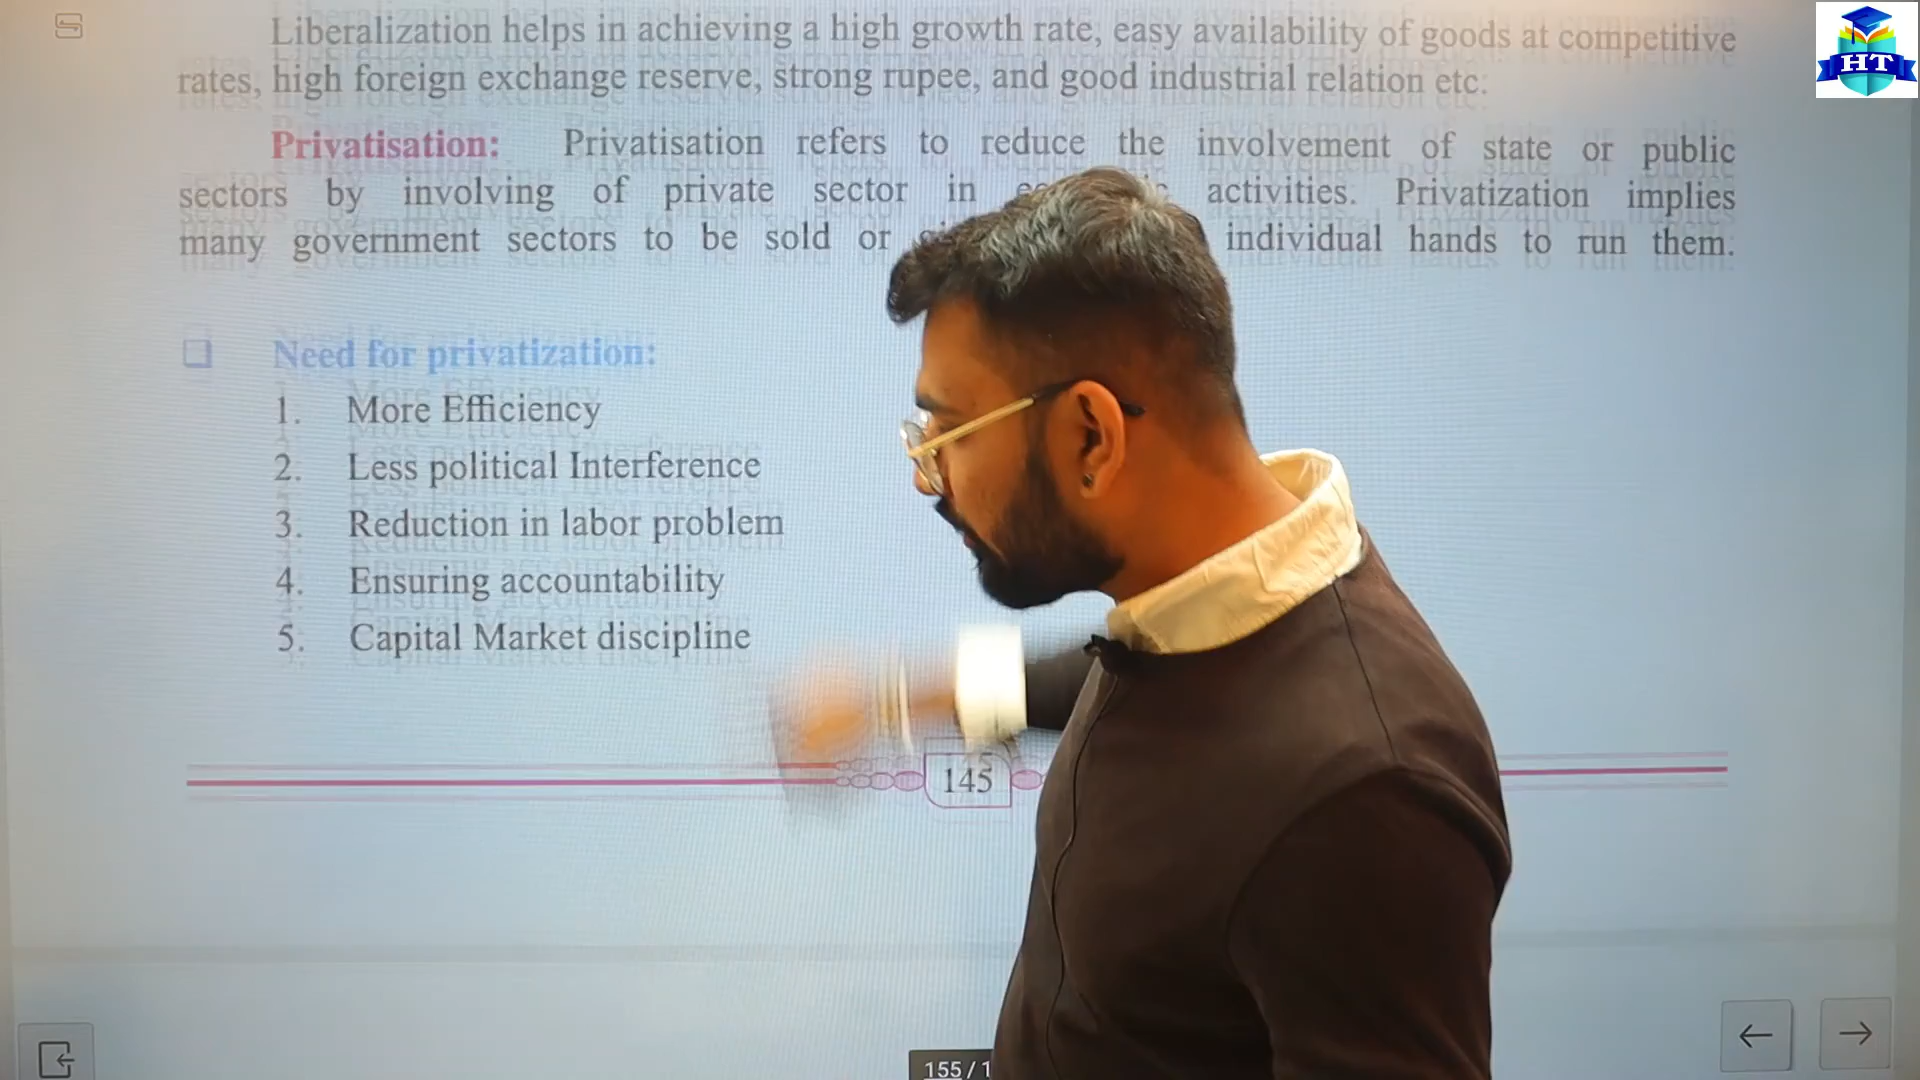 Liberalization helps in achieving a high growth rate, easy availability of goods at competitive
rates, high foreign exchange reserve, strong rupee, and good industrial relation etc.
Privatisation: Privatisation refers to reduce the involvement of state or public
sectors by involving of private sector in activities. Privatization implies
many government sectors to be sold or individual hands to run them.
Need for privatization:
1. More Efficiency
2. Less political Interference
3. Reduction in labor problem
4. Ensuring accountability
5. Capital Market discipline
145
155 / 1
HT